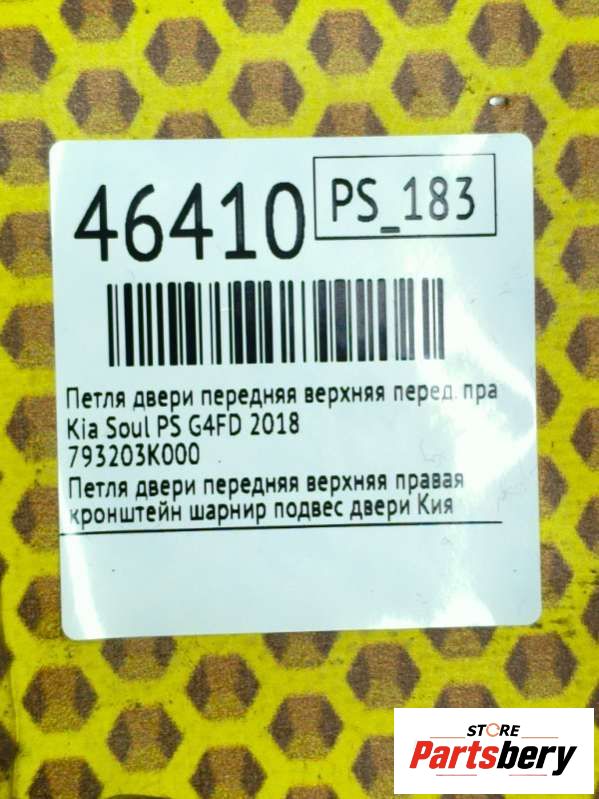 46410
PS_183
Петля двери передняя верхняя перед. пра
Kia Soul PS G4FD 2018
793203K000
Петля двери передняя верхняя правая
кронштейн шарнир подвес двери Кия
STORE
Partsbery